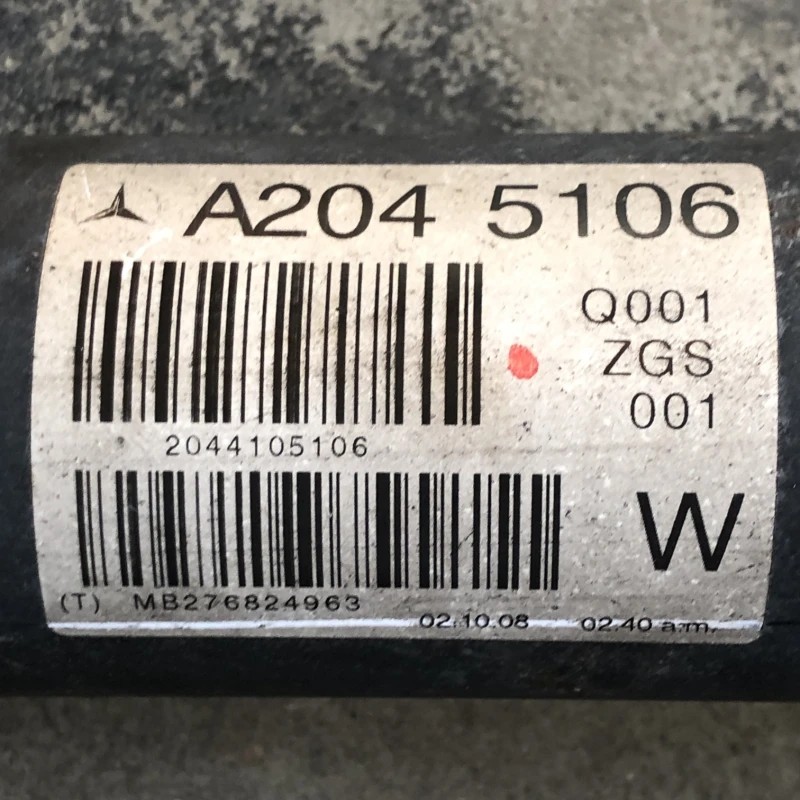 A204 5106
Q001
ZGS
001
2044105106
W
(T) MB276824963
02.10.08 02.40 a.m.